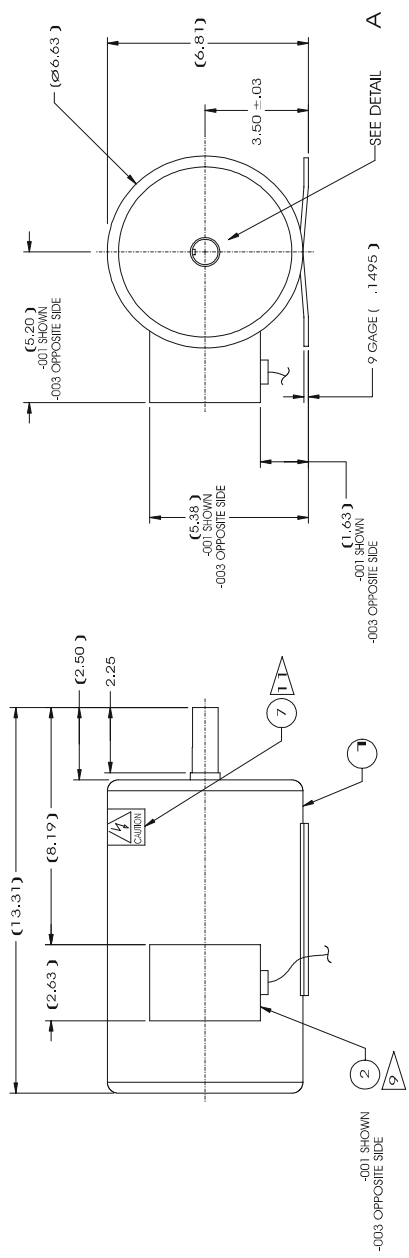 (13.31)
(8.19)
(2.63)
(2.50)
2.25
CAUTION
7
11
1
2
9
-001 SHOWN
-003 OPPOSITE SIDE
(5.20)
-001 SHOWN
-003 OPPOSITE SIDE
(Ø6.63)
(6.81)
3.50 ±.03
SEE DETAIL A
(5.38)
-001 SHOWN
-003 OPPOSITE SIDE
(1.63)
-001 SHOWN
-003 OPPOSITE SIDE
9 GAGE ( .1495 )